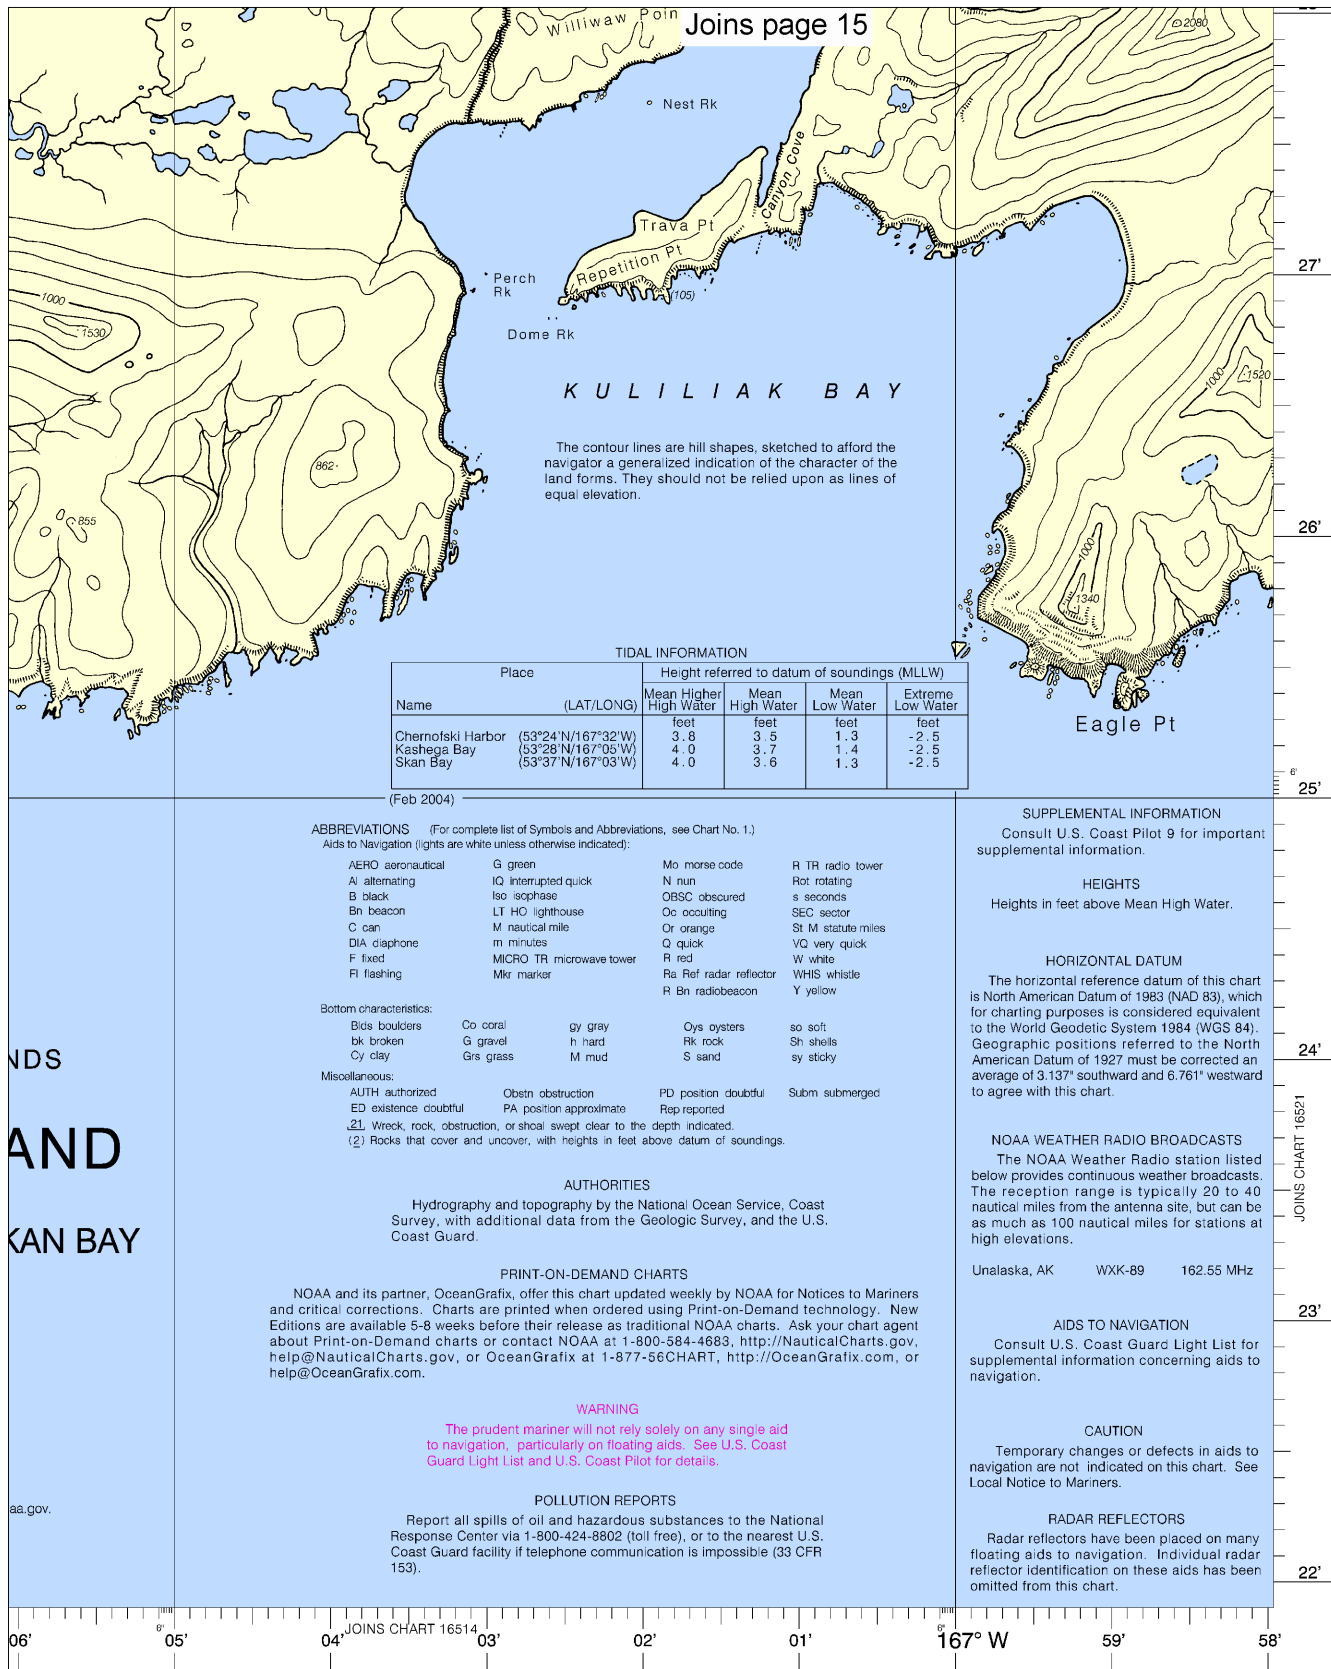 Joins page 15
Williwaw Poin
2080
Nest Rk
Canyon Cove
Trava Pt
Repetition Pt
(105)
Perch
Rk
Dome Rk
27'
1000
1530
KULILIAK BAY
1000
1520
The contour lines are hill shapes, sketched to afford the
navigator a generalized indication of the character of the
land forms. They should not be relied upon as lines of
equal elevation.
862
855
26'
1000
1340
Eagle Pt
TIDAL INFORMATION
Place Height referred to datum of soundings (MLLW)
Name (LAT/LONG) Mean Higher High Water Mean High Water Mean Low Water Extreme Low Water
feet feet feet feet
Chernofski Harbor (53°24'N/167°32'W) 3.8 3.5 1.3 -2.5
Kashega Bay (53°28'N/167°05'W) 4.0 3.7 1.4 -2.5
Skan Bay (53°37'N/167°03'W) 4.0 3.6 1.3 -2.5
(Feb 2004)
6'
25'
ABBREVIATIONS (For complete list of Symbols and Abbreviations, see Chart No. 1.)
Aids to Navigation (lights are white unless otherwise indicated):
AERO aeronautical G green Mo morse code R TR radio tower
Al alternating IQ interrupted quick N nun Rot rotating
B black Iso isophase OBSC obscured s seconds
Bn beacon LT HO lighthouse Oc occulting SEC sector
C can M nautical mile Or orange St M statute miles
DIA diaphone m minutes Q quick VQ very quick
F fixed MICRO TR microwave tower R red W white
Fl flashing Mkr marker Ra Ref radar reflector WHIS whistle
R Bn radiobeacon Y yellow
Bottom characteristics:
Blds boulders Co coral gy gray Oys oysters so soft
bk broken G gravel h hard Rk rock Sh shells
Cy clay Grs grass M mud S sand sy sticky
Miscellaneous:
AUTH authorized Obstn obstruction PD position doubtful Subm submerged
ED existence doubtful PA position approximate Rep reported
21, Wreck, rock, obstruction, or shoal swept clear to the depth indicated.
(2) Rocks that cover and uncover, with heights in feet above datum of soundings.
AUTHORITIES
Hydrography and topography by the National Ocean Service, Coast
Survey, with additional data from the Geologic Survey, and the U.S.
Coast Guard.
PRINT-ON-DEMAND CHARTS
NOAA and its partner, OceanGrafix, offer this chart updated weekly by NOAA for Notices to Mariners
and critical corrections. Charts are printed when ordered using Print-on-Demand technology. New
Editions are available 5-8 weeks before their release as traditional NOAA charts. Ask your chart agent
about Print-on-Demand charts or contact NOAA at 1-800-584-4683, http://NauticalCharts.gov,
help@NauticalCharts.gov, or OceanGrafix at 1-877-56CHART, http://OceanGrafix.com, or
help@OceanGrafix.com.
WARNING
The prudent mariner will not rely solely on any single aid
to navigation, particularly on floating aids. See U.S. Coast
Guard Light List and U.S. Coast Pilot for details.
POLLUTION REPORTS
Report all spills of oil and hazardous substances to the National
Response Center via 1-800-424-8802 (toll free), or to the nearest U.S.
Coast Guard facility if telephone communication is impossible (33 CFR
153).
SUPPLEMENTAL INFORMATION
Consult U.S. Coast Pilot 9 for important
supplemental information.
HEIGHTS
Heights in feet above Mean High Water.
HORIZONTAL DATUM
The horizontal reference datum of this chart
is North American Datum of 1983 (NAD 83), which
for charting purposes is considered equivalent
to the World Geodetic System 1984 (WGS 84).
Geographic positions referred to the North
American Datum of 1927 must be corrected an
average of 3.137" southward and 6.761" westward
to agree with this chart.
NOAA WEATHER RADIO BROADCASTS
The NOAA Weather Radio station listed
below provides continuous weather broadcasts.
The reception range is typically 20 to 40
nautical miles from the antenna site, but can be
as much as 100 nautical miles for stations at
high elevations.
Unalaska, AK WXK-89 162.55 MHz
AIDS TO NAVIGATION
Consult U.S. Coast Guard Light List for
supplemental information concerning aids to
navigation.
CAUTION
Temporary changes or defects in aids to
navigation are not indicated on this chart. See
Local Notice to Mariners.
RADAR REFLECTORS
Radar reflectors have been placed on many
floating aids to navigation. Individual radar
reflector identification on these aids has been
omitted from this chart.
NDS
AND
KAN BAY
aa.gov.
24'
JOINS CHART 16521
23'
22'
06' 6" 05' 04' JOINS CHART 16514 03' 02' 01' 6" 167° W 59' 58'